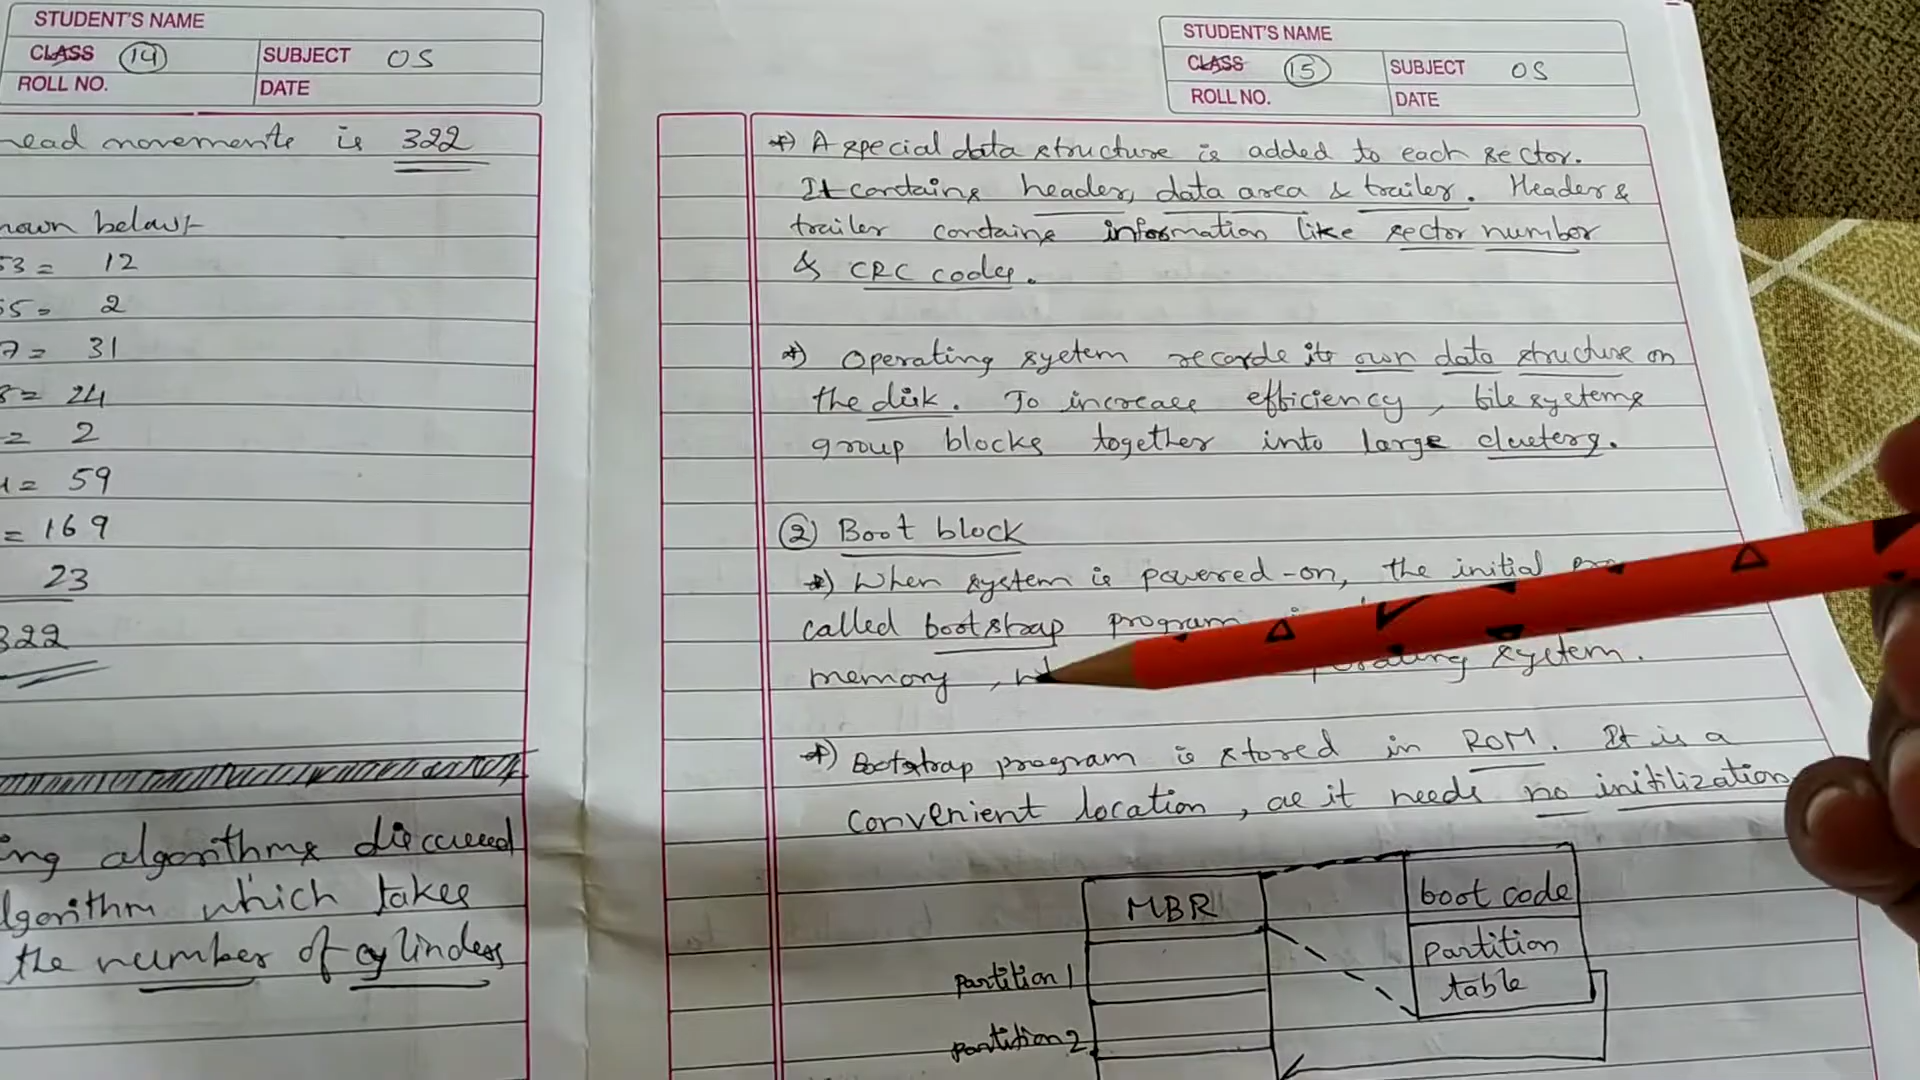 STUDENT'S NAME
CLASS 14 SUBJECT OS
ROLL NO. DATE
head movements is 322
shown below:-
53 = 12
65 = 2
7 = 31
8 = 24
= 2
= 59
= 169
23
322
algorithms discussed
algorithm which takes
the number of cylinders
STUDENT'S NAME
CLASS 15 SUBJECT OS
ROLL NO. DATE
*) A special data structure is added to each sector.
It contains header, data area & trailer. Header &
trailer contains information like sector number
& CRC codes.
*) Operating system records its own data structure on
the disk. To increase efficiency, file systems
group blocks together into large clusters.
② Boot block
*) When system is powered-on, the initial
called bootstrap program
memory, system.
*) Bootstrap program is stored in ROM. It is a
convenient location, as it needs no initilization
MBR
partition 1
partition 2
boot code
partition
table